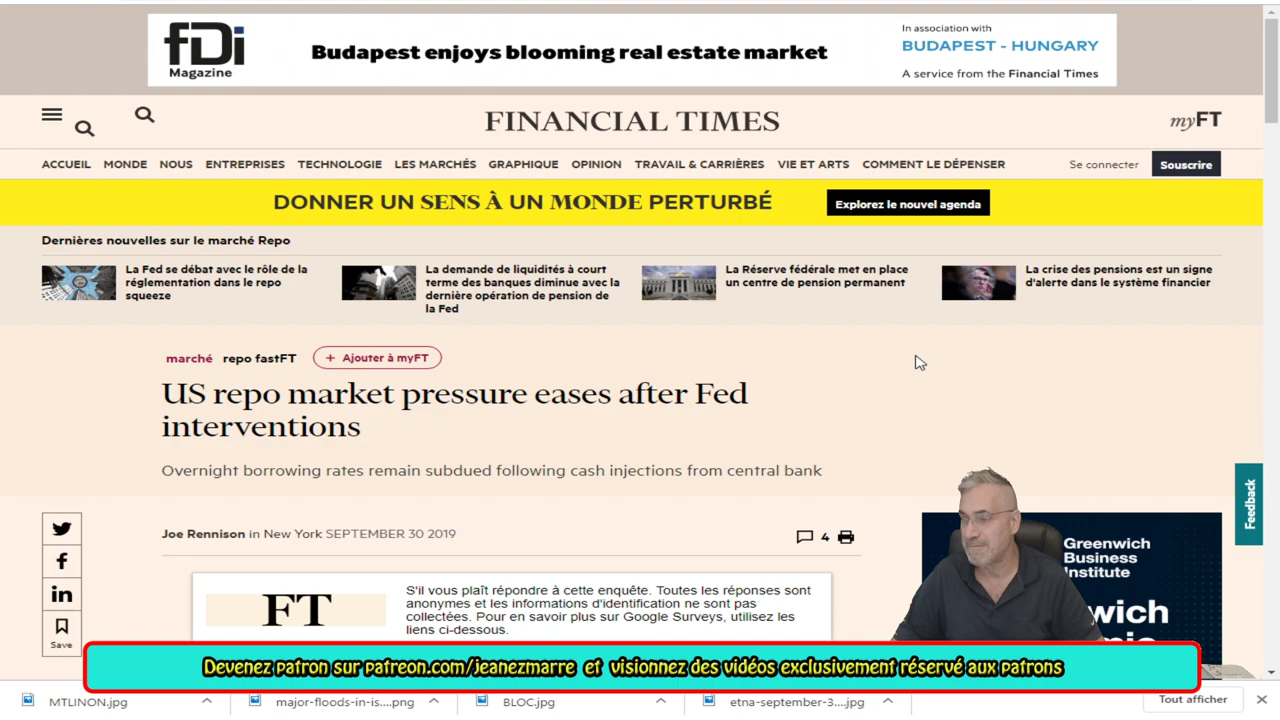 fDi
Magazine
Budapest enjoys blooming real estate market
In association with
BUDAPEST - HUNGARY
A service from the Financial Times
FINANCIAL TIMES
myFT
ACCUEIL MONDE NOUS ENTREPRISES TECHNOLOGIE LES MARCHÉS GRAPHIQUE OPINION TRAVAIL & CARRIÈRES VIE ET ARTS COMMENT LE DÉPENSER Se connecter Souscrire
DONNER UN SENS À UN MONDE PERTURBÉ Explorez le nouvel agenda
Dernières nouvelles sur le marché Repo
La Fed se débat avec le rôle de la
réglementation dans le repo
squeeze
La demande de liquidités à court
terme des banques diminue avec la
dernière opération de pension de
la Fed
La Réserve fédérale met en place
un centre de pension permanent
La crise des pensions est un signe
d'alerte dans le système financier
marché repo fastFT + Ajouter à myFT
US repo market pressure eases after Fed
interventions
Overnight borrowing rates remain subdued following cash injections from central bank
Joe Rennison in New York SEPTEMBER 30 2019
4
in
Save
FT
S'il vous plaît répondre à cette enquête. Toutes les réponses sont
anonymes et les informations d'identification ne sont pas
collectées. Pour en savoir plus sur Google Surveys, utilisez les
liens ci-dessous.
Greenwich
Business
Institute
Feedback
Devenez patron sur patreon.com/jeanezmarre et visionnez des vidéos exclusivement réservé aux patrons
MTLINON.jpg
major-floods-in-is....png
BLOC.jpg
etna-september-3....jpg
Tout afficher